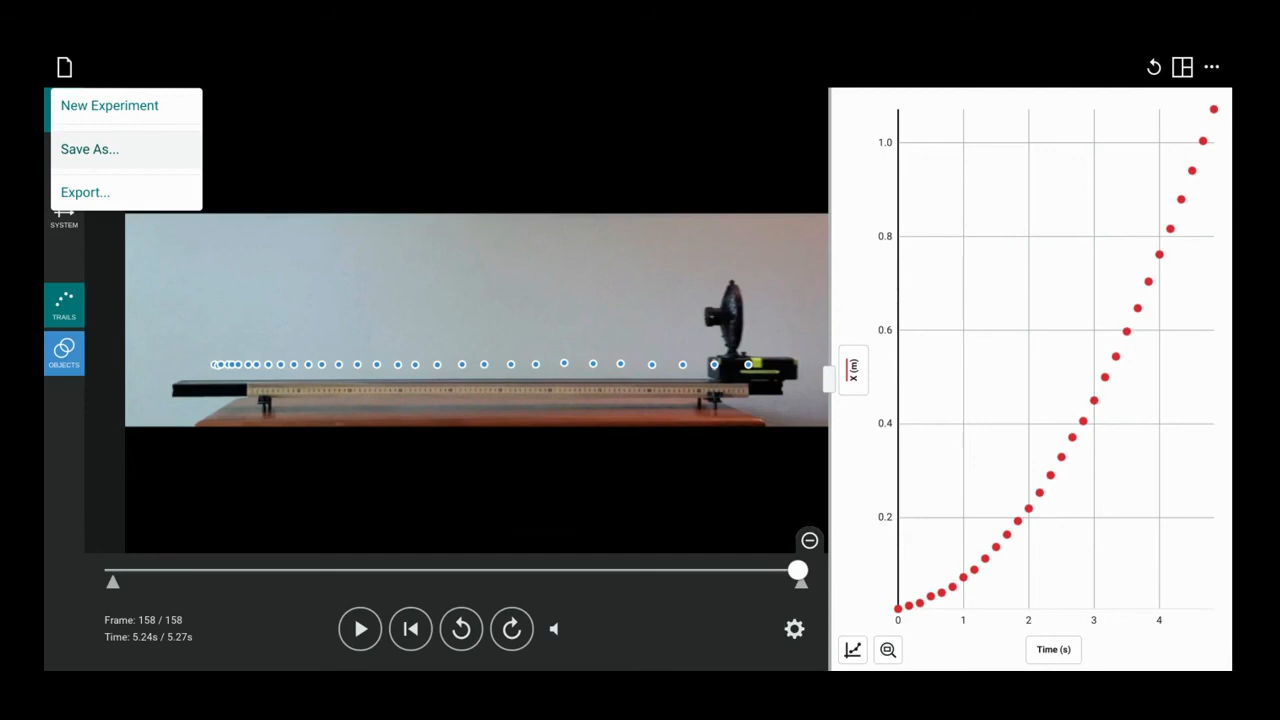 New Experiment
Save As...
Export...
SYSTEM
TRAILS
OBJECTS
Frame: 158 / 158
Time: 5.24s / 5.27s
1.0
0.8
0.6
0.4
0.2
X (m)
0 1 2 3 4
Time (s)